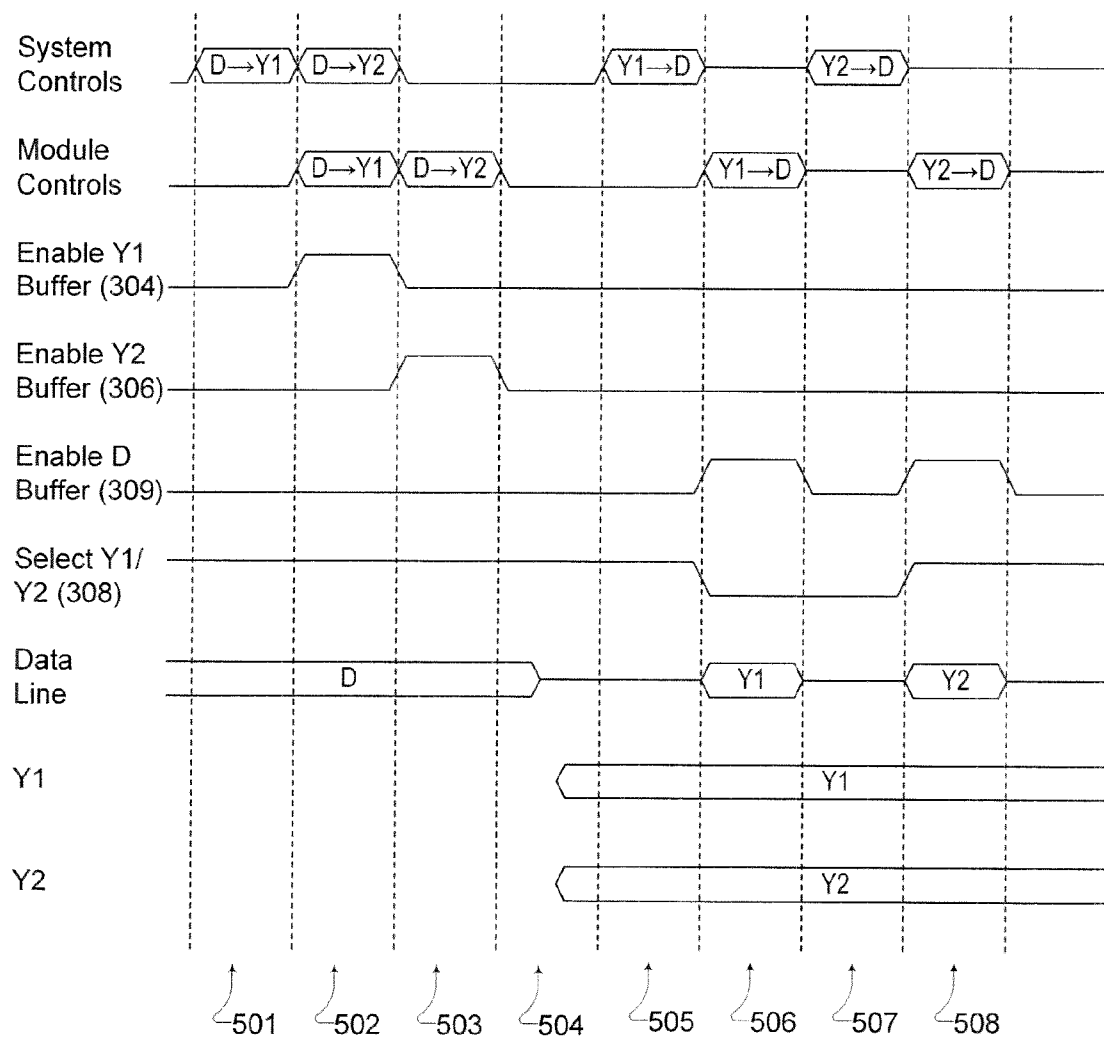 System
Controls
D→Y1 D→Y2 Y1→D Y2→D
Module
Controls
D→Y1 D→Y2 Y1→D Y2→D
Enable Y1
Buffer (304)
Enable Y2
Buffer (306)
Enable D
Buffer (309)
Select Y1/
Y2 (308)
Data
Line
D Y1 Y2
Y1 Y1
Y2 Y2
501 502 503 504 505 506 507 508